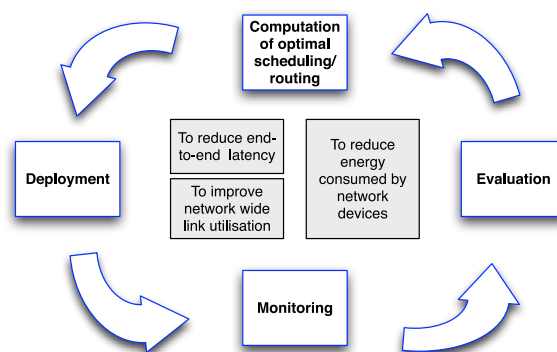 Computation
of optimal
scheduling/
routing
To reduce end-
to-end latency
To improve
network wide
link utilisation
To reduce
energy
consumed by
network
devices
Deployment
Evaluation
Monitoring